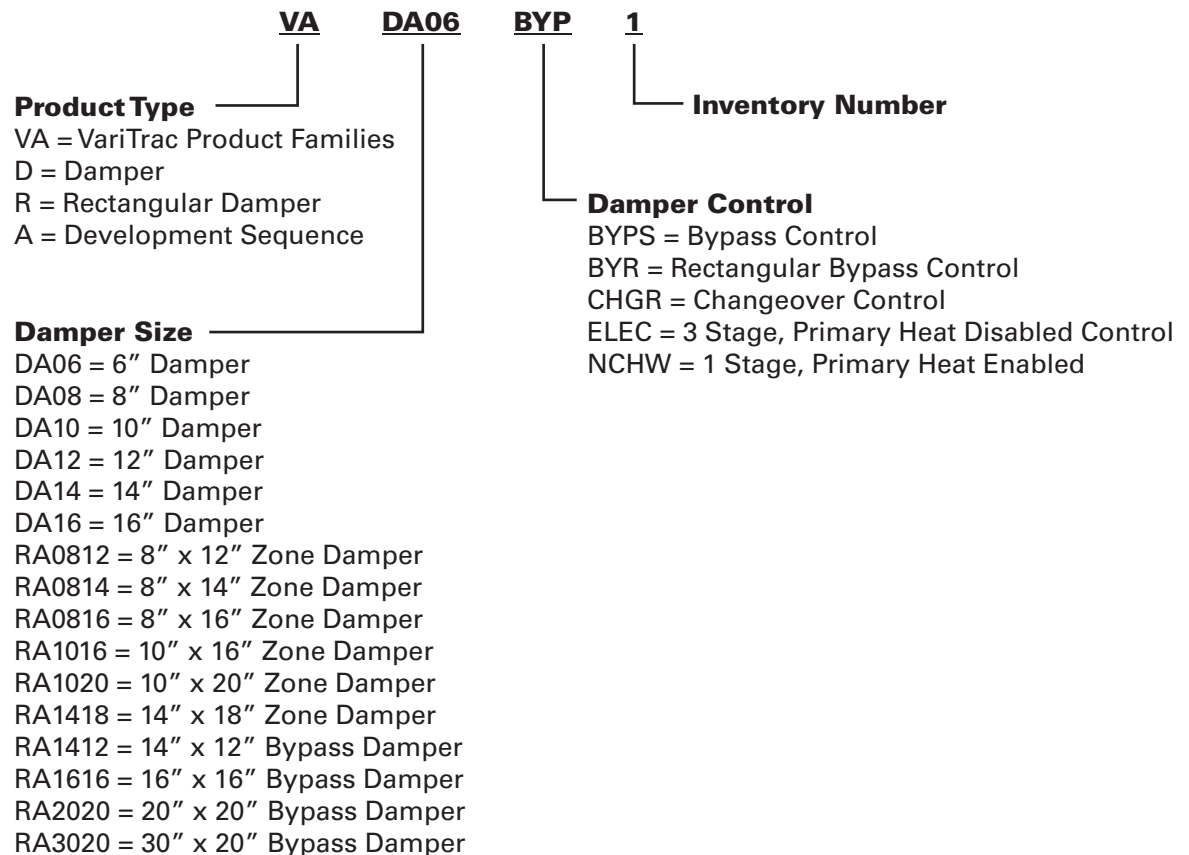 VA DA06 BYP 1
Product Type
VA = VariTrac Product Families
D = Damper
R = Rectangular Damper
A = Development Sequence
Inventory Number
Damper Control
BYPS = Bypass Control
BYR = Rectangular Bypass Control
CHGR = Changeover Control
ELEC = 3 Stage, Primary Heat Disabled Control
NCHW = 1 Stage, Primary Heat Enabled
Damper Size
DA06 = 6″ Damper
DA08 = 8″ Damper
DA10 = 10″ Damper
DA12 = 12″ Damper
DA14 = 14″ Damper
DA16 = 16″ Damper
RA0812 = 8″ x 12″ Zone Damper
RA0814 = 8″ x 14″ Zone Damper
RA0816 = 8″ x 16″ Zone Damper
RA1016 = 10″ x 16″ Zone Damper
RA1020 = 10″ x 20″ Zone Damper
RA1418 = 14″ x 18″ Zone Damper
RA1412 = 14″ x 12″ Bypass Damper
RA1616 = 16″ x 16″ Bypass Damper
RA2020 = 20″ x 20″ Bypass Damper
RA3020 = 30″ x 20″ Bypass Damper